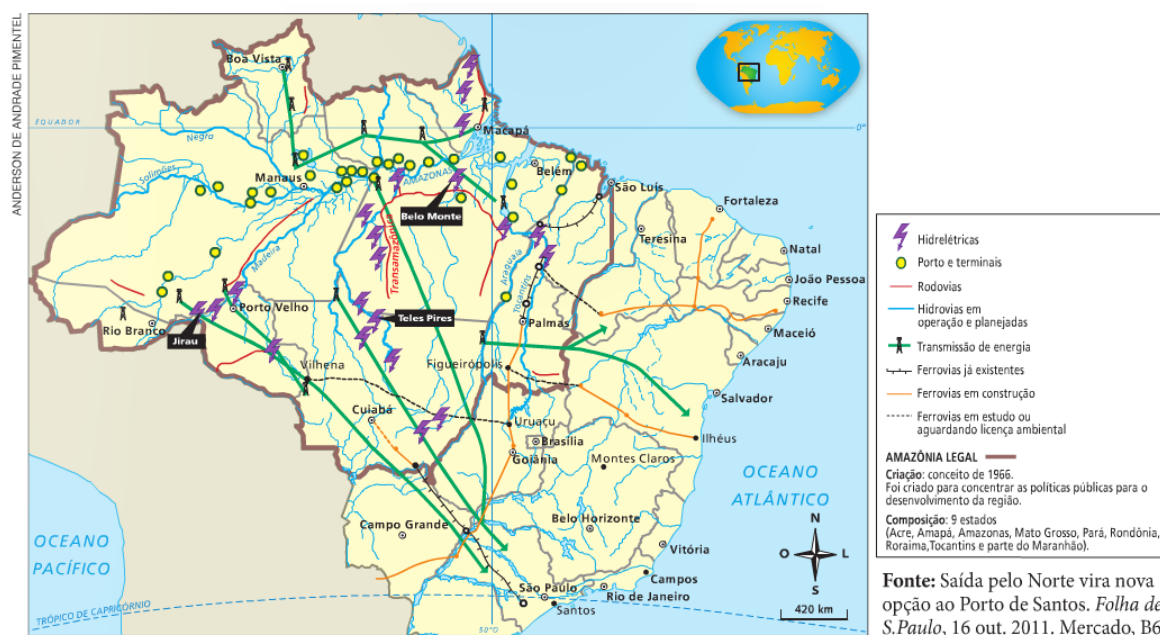 ANDERSON DE ANDRADE PIMENTEL
Boa Vista
EQUADOR
0°
Macapá
Negra
Solimões
Manaus
AMAZONAS
Belém
São Luís
Belo Monte
Fortaleza
Teresina
Natal
João Pessoa
Recife
Madeira
Transamazônica
Araguaia
Tocantins
Porto Velho
Rio Branco
Jirau
Teles Pires
Palmas
Maceió
Aracaju
Vilhena
Figueirópolis
Salvador
Cuiabá
Uruaçu
Ilhéus
Brasília
Goiânia
Montes Claros
OCEANO
ATLÂNTICO
Campo Grande
Belo Horizonte
Vitória
OCEANO
PACÍFICO
São Paulo
Campos
Rio de Janeiro
Santos
TRÓPICO DE CAPRICÓRNIO
50°O
N
O
L
S
420 km
Hidrelétricas
Porto e terminais
Rodovias
Hidrovias em
operação e planejadas
Transmissão de energia
Ferrovias já existentes
Ferrovias em construção
Ferrovias em estudo ou
aguardando licença ambiental
AMAZÔNIA LEGAL
Criação: conceito de 1966.
Foi criado para concentrar as políticas públicas para o
desenvolvimento da região.
Composição: 9 estados
(Acre, Amapá, Amazonas, Mato Grosso, Pará, Rondônia,
Roraima,Tocantins e parte do Maranhão).
Fonte: Saída pelo Norte vira nova
opção ao Porto de Santos. Folha de
S.Paulo, 16 out. 2011. Mercado, B6